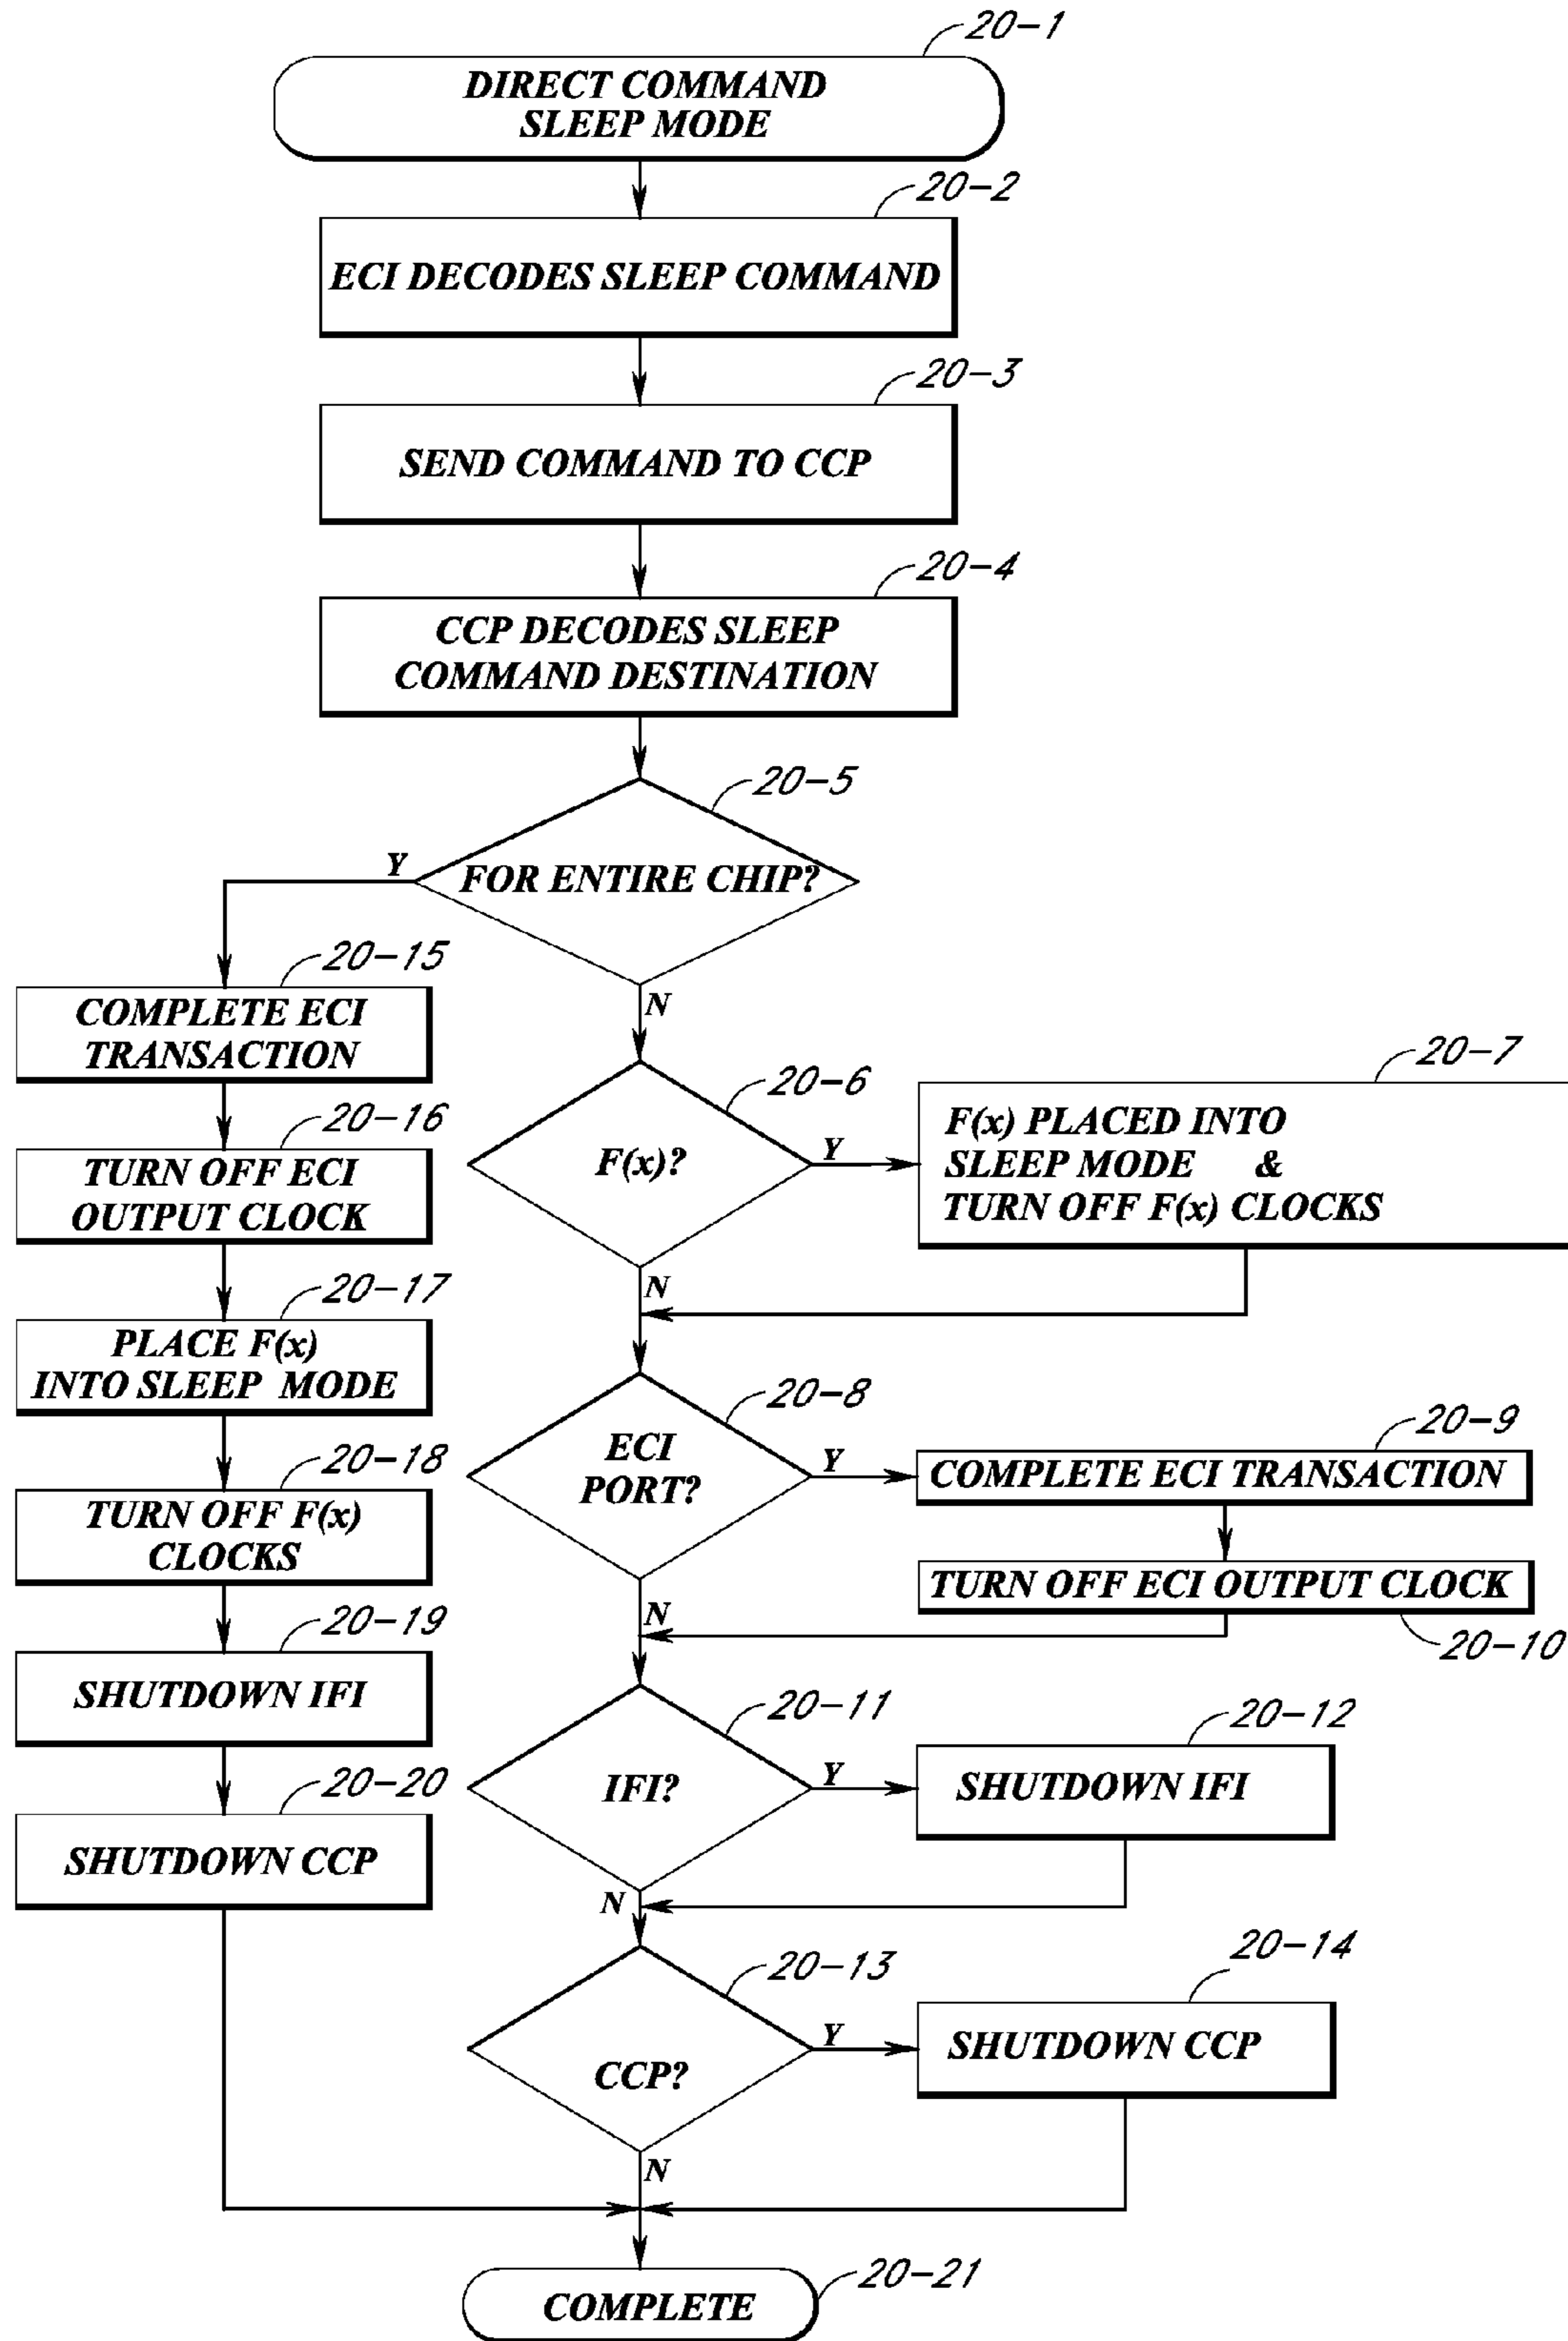 20-1
DIRECT COMMAND
SLEEP MODE
20-2
ECI DECODES SLEEP COMMAND
20-3
SEND COMMAND TO CCP
20-4
CCP DECODES SLEEP
COMMAND DESTINATION
20-5
FOR ENTIRE CHIP?
Y
N
20-15
COMPLETE ECI
TRANSACTION
20-16
TURN OFF ECI
OUTPUT CLOCK
20-17
PLACE F(x)
INTO SLEEP MODE
20-18
TURN OFF F(x)
CLOCKS
20-19
SHUTDOWN IFI
20-20
SHUTDOWN CCP
20-6
F(x)?
Y
N
20-7
F(x) PLACED INTO
SLEEP MODE &
TURN OFF F(x) CLOCKS
20-8
ECI
PORT?
Y
N
20-9
COMPLETE ECI TRANSACTION
TURN OFF ECI OUTPUT CLOCK
20-10
20-11
IFI?
Y
N
20-12
SHUTDOWN IFI
20-13
CCP?
Y
N
20-14
SHUTDOWN CCP
20-21
COMPLETE